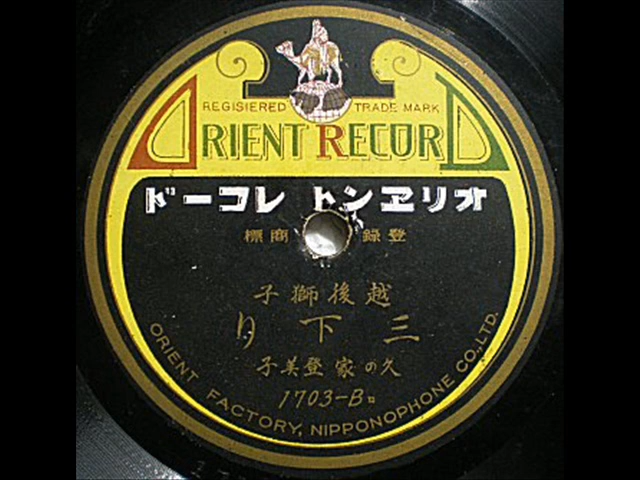 REGISTERED TRADE MARK
ORIENT RECORD
オリヱント レコード
登録商標
越後獅子
三下り
久の家 登美子
1703-B
ORIENT FACTORY, NIPPONOPHONE CO., LTD.